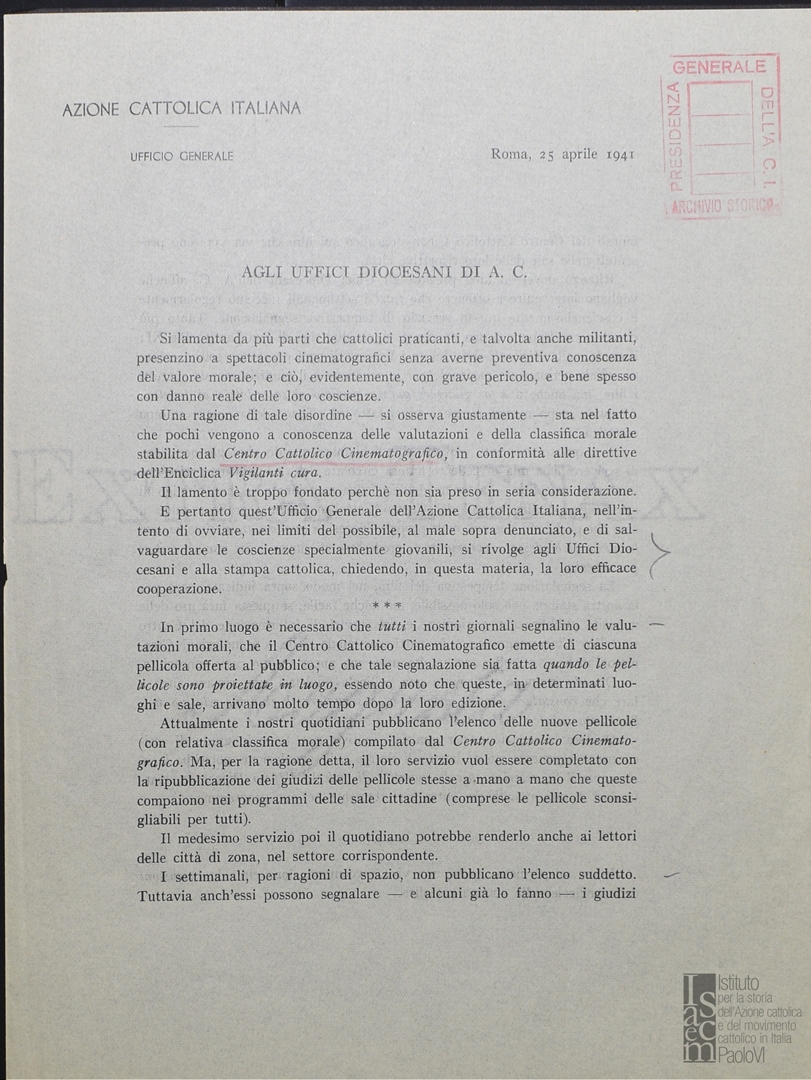 AZIONE CATTOLICA ITALIANA
UFFICIO GENERALE
Roma, 25 aprile 1941
GENERALE
PRESIDENZA
DELL'A. C. I.
ARCHIVIO STORICO
AGLI UFFICI DIOCESANI DI A. C.
Si lamenta da più parti che cattolici praticanti, e talvolta anche militanti,
presenzino a spettacoli cinematografici senza averne preventiva conoscenza
del valore morale; e ciò, evidentemente, con grave pericolo, e bene spesso
con danno reale delle loro coscienze.
Una ragione di tale disordine — si osserva giustamente — sta nel fatto
che pochi vengono a conoscenza delle valutazioni e della classifica morale
stabilita dal Centro Cattolico Cinematografico, in conformità alle direttive
dell'Enciclica Vigilanti cura.
Il lamento è troppo fondato perchè non sia preso in seria considerazione.
E pertanto quest'Ufficio Generale dell'Azione Cattolica Italiana, nell'in-
tento di ovviare, nei limiti del possibile, al male sopra denunciato, e di sal-
vaguardare le coscienze specialmente giovanili, si rivolge agli Uffici Dio-
cesani e alla stampa cattolica, chiedendo, in questa materia, la loro efficace
cooperazione.
* * *
In primo luogo è necessario che tutti i nostri giornali segnalino le valu-
tazioni morali, che il Centro Cattolico Cinematografico emette di ciascuna
pellicola offerta al pubblico; e che tale segnalazione sia fatta quando le pel-
licole sono proiettate in luogo, essendo noto che queste, in determinati luo-
ghi e sale, arrivano molto tempo dopo la loro edizione.
Attualmente i nostri quotidiani pubblicano l'elenco delle nuove pellicole
(con relativa classifica morale) compilato dal Centro Cattolico Cinemato-
grafico. Ma, per la ragione detta, il loro servizio vuol essere completato con
la ripubblicazione dei giudizi delle pellicole stesse a mano a mano che queste
compaiono nei programmi delle sale cittadine (comprese le pellicole sconsi-
gliabili per tutti).
Il medesimo servizio poi il quotidiano potrebbe renderlo anche ai lettori
delle città di zona, nel settore corrispondente.
I settimanali, per ragioni di spazio, non pubblicano l'elenco suddetto.
Tuttavia anch'essi possono segnalare — e alcuni già lo fanno — i giudizi
Isacem
Istituto
per la storia
dell'Azione cattolica
e del movimento
cattolico in Italia
PaoloVI